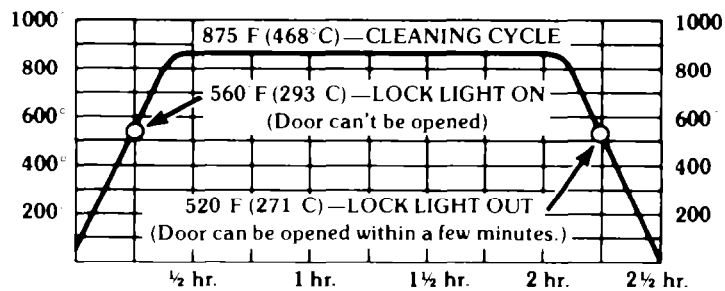 1000° 875 F (468°C)—CLEANING CYCLE 1000
800 800
560° F (293 C)—LOCK LIGHT ON
600° (Door can't be opened) 600°
400° 400
520 F (271 C)—LOCK LIGHT OUT
200 (Door can be opened within a few minutes.) 200
½ hr. 1 hr. 1½ hr. 2 hr. 2½ hr.